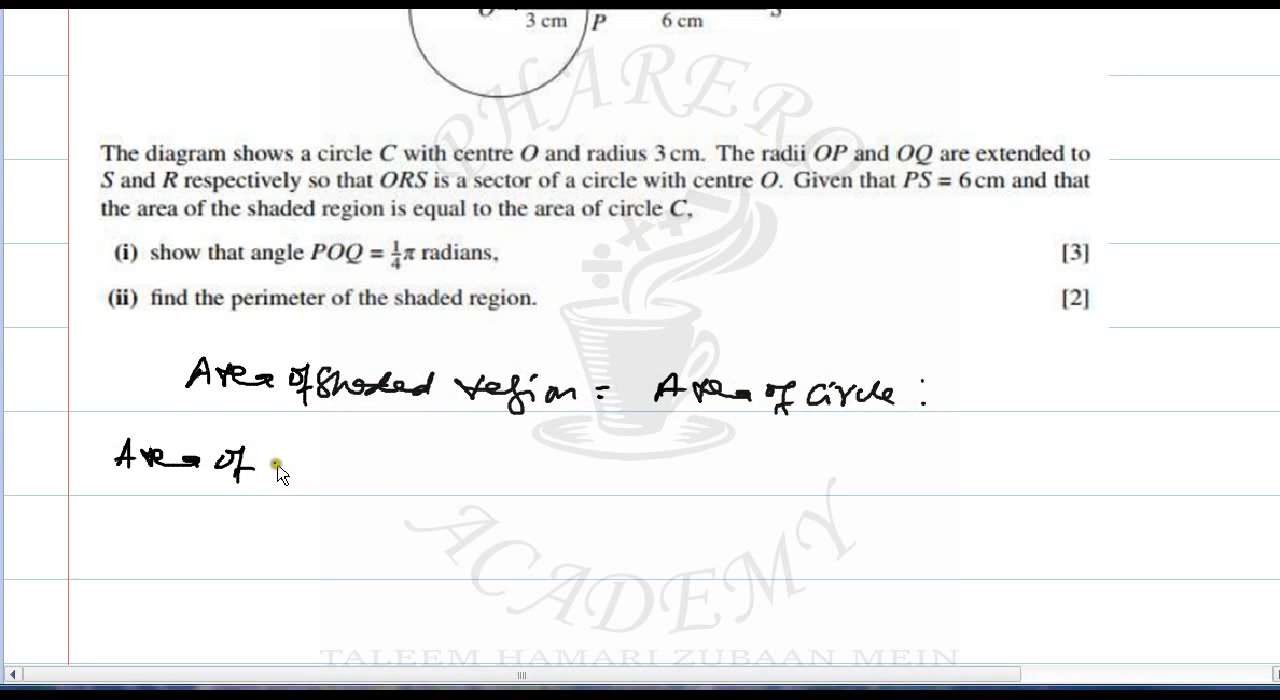 3 cm P 6 cm
The diagram shows a circle C with centre O and radius 3 cm. The radii OP and OQ are extended to
S and R respectively so that ORS is a sector of a circle with centre O. Given that PS = 6 cm and that
the area of the shaded region is equal to the area of circle C,
(i) show that angle POQ = ¼π radians, [3]
(ii) find the perimeter of the shaded region. [2]
Area of Shaded region = Area of Circle :
Area of
PHARERO
ACADEMY
TALEEM HAMARI ZUBAAN MEIN